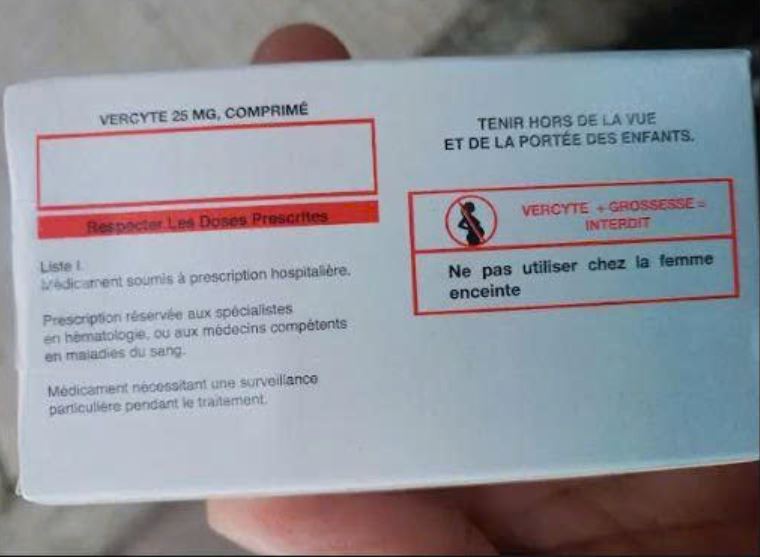 VERCYTE 25 MG, COMPRIMÉ
Respecter Les Doses Prescrites
Liste I.
Médicament soumis à prescription hospitalière.
Prescription réservée aux spécialistes
en hématologie, ou aux médecins compétents
en maladies du sang.
Médicament nécessitant une surveillance
particulière pendant le traitement.
TENIR HORS DE LA VUE
ET DE LA PORTÉE DES ENFANTS.
VERCYTE + GROSSESSE =
INTERDIT
Ne pas utiliser chez la femme
enceinte